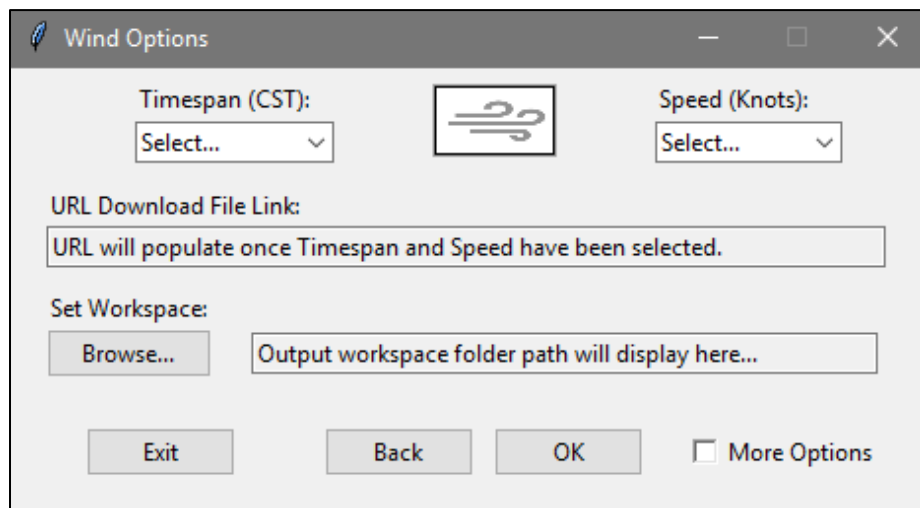 Wind Options
Timespan (CST):
Speed (Knots):
Select...
Select...
URL Download File Link:
URL will populate once Timespan and Speed have been selected.
Set Workspace:
Browse...
Output workspace folder path will display here...
Exit
Back
OK
More Options